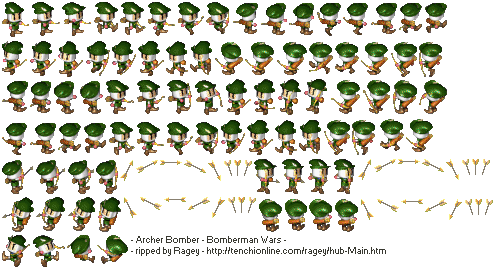 - Archer Bomber - Bomberman Wars -
- ripped by Ragey - http://tenchionline.com/ragey/hub-Main.htm